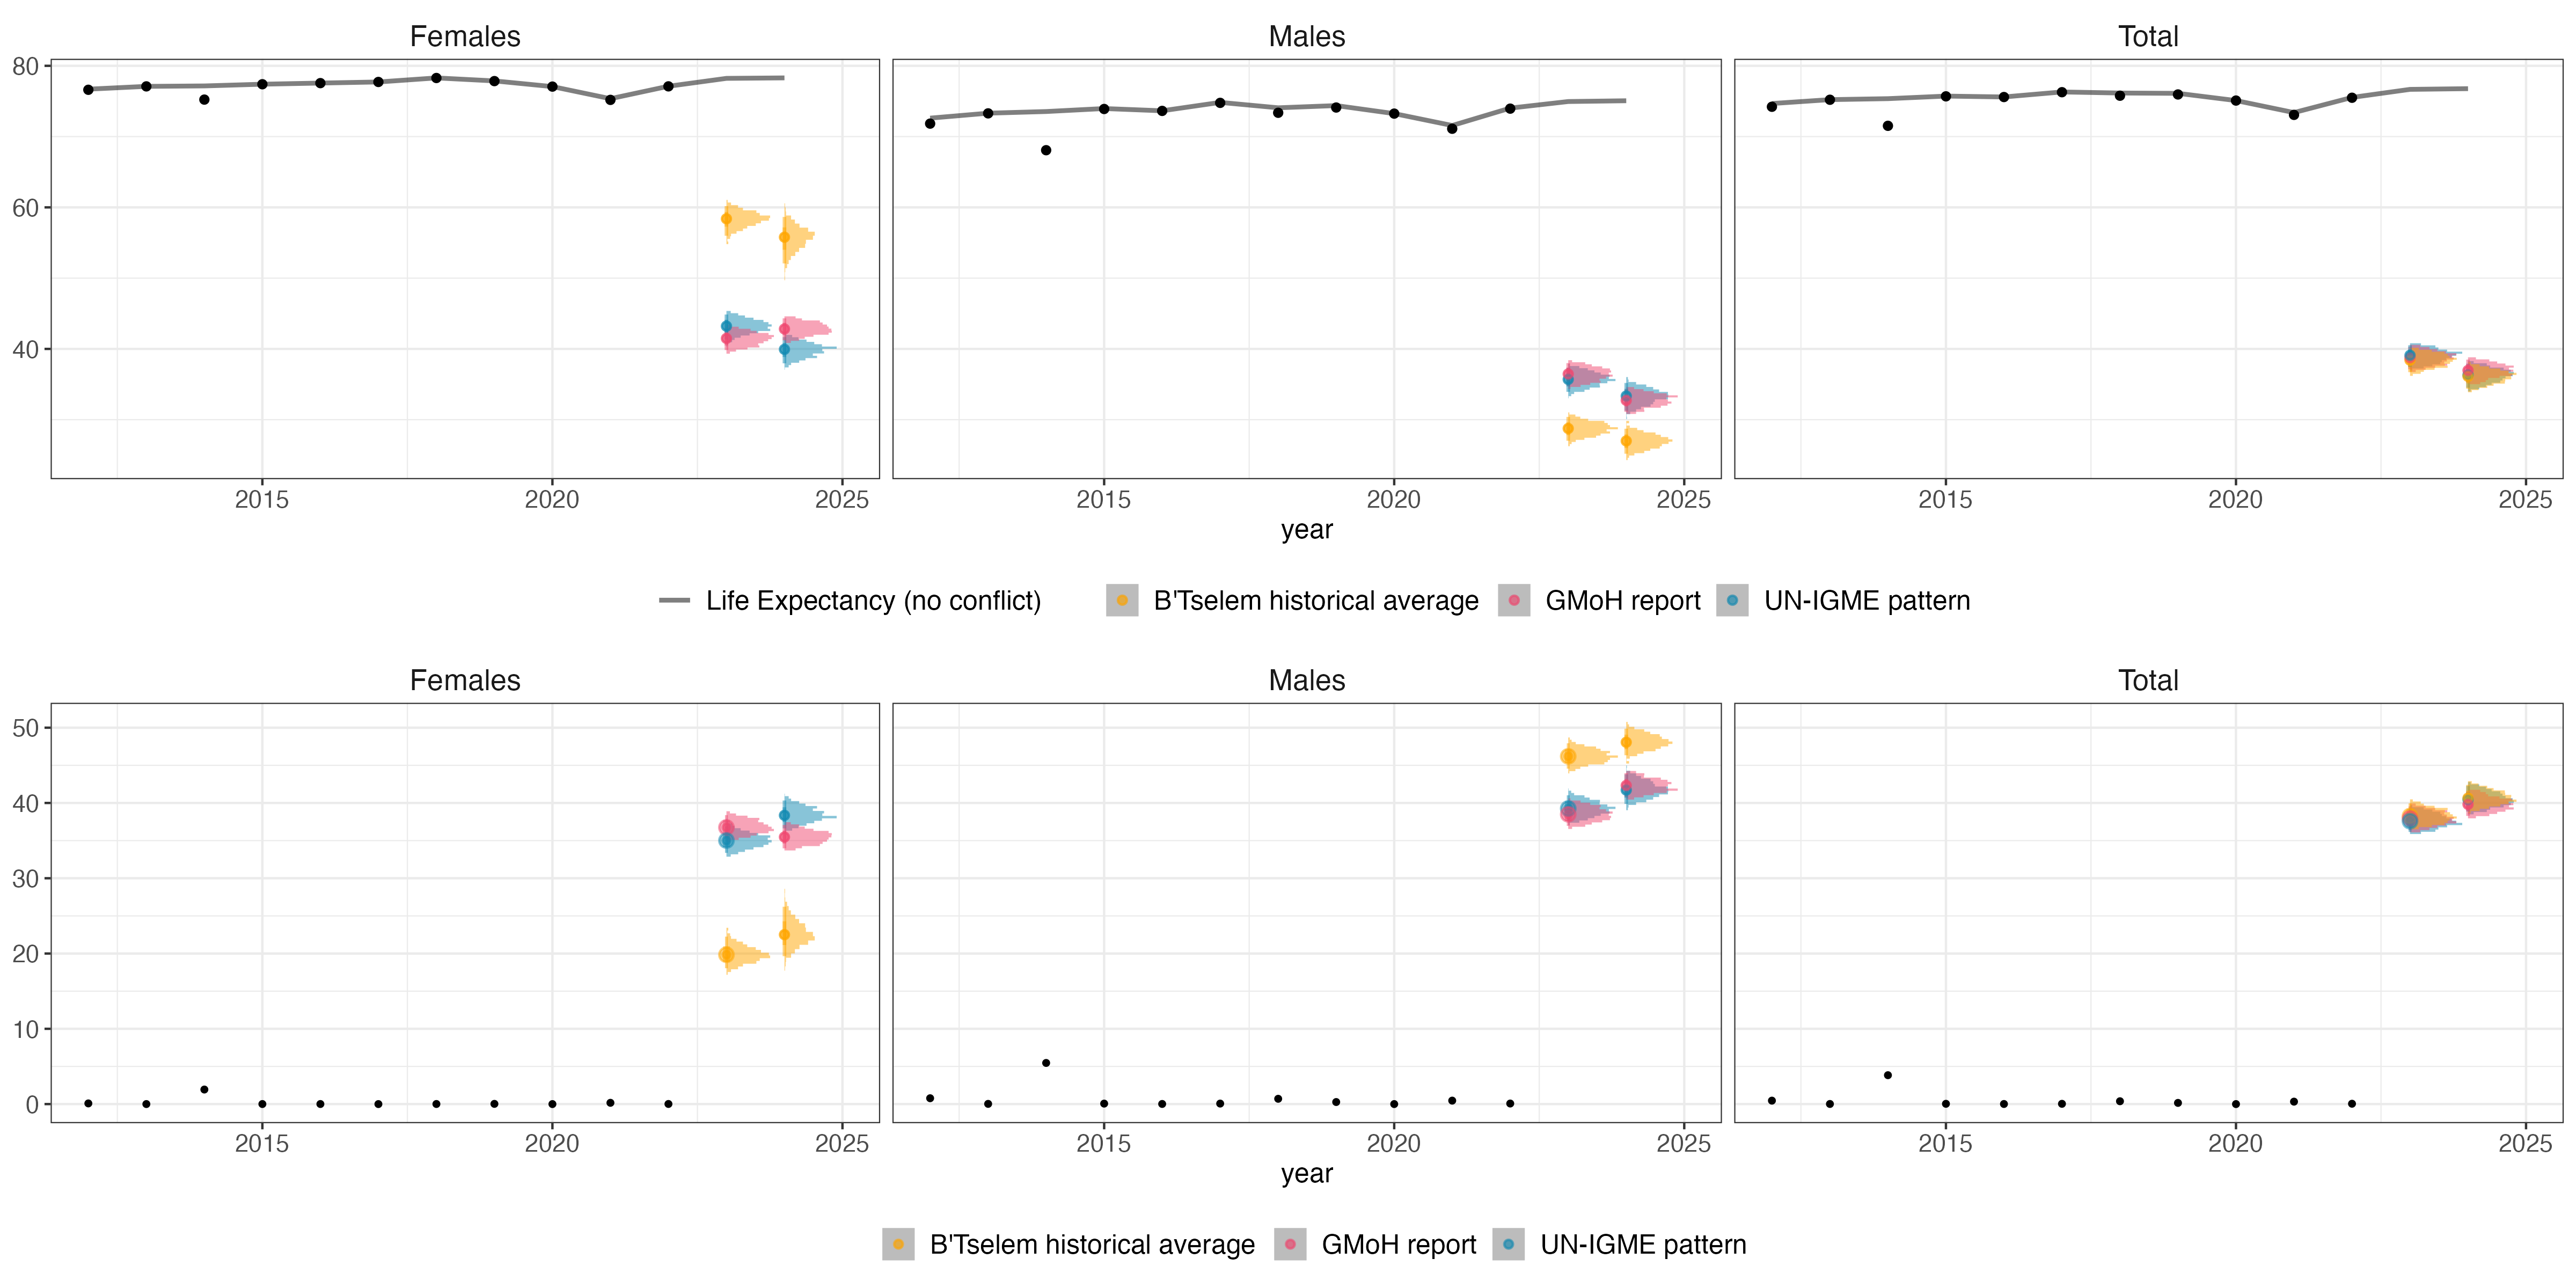 Females Males Total
80
60
40
2015 2020 2025 2015 2020 2025 2015 2020 2025
year
Life Expectancy (no conflict) B'Tselem historical average GMoH report UN-IGME pattern
Females Males Total
50
40
30
20
10
0
2015 2020 2025 2015 2020 2025 2015 2020 2025
year
B'Tselem historical average GMoH report UN-IGME pattern